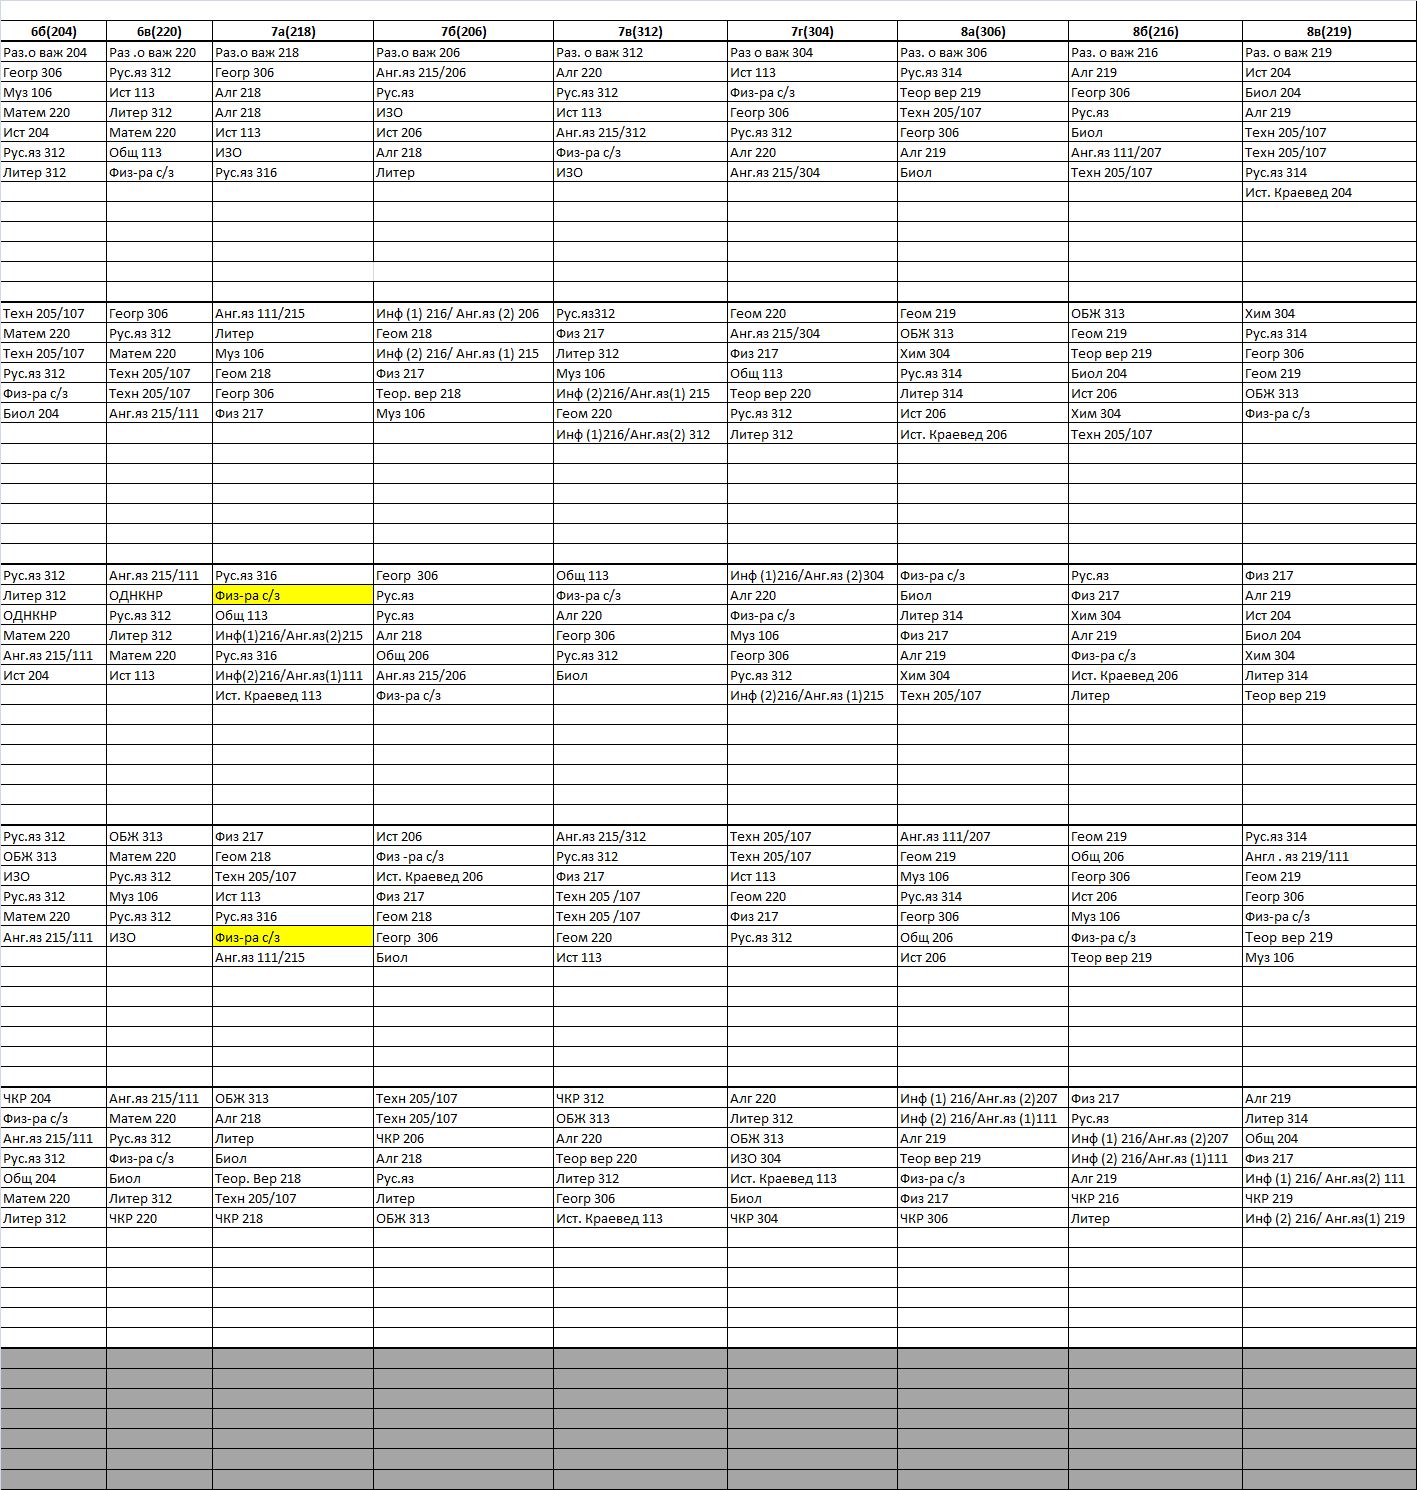 6б(204) 6в(220) 7а(218) 7б(206) 7в(312) 7г(304) 8а(306) 8б(216) 8в(219)
Раз.о важ 204 Раз .о важ 220 Раз.о важ 218 Раз.о важ 206 Раз. о важ 312 Раз о важ 304 Раз. о важ 306 Раз. о важ 216 Раз. о важ 219
Геогр 306 Рус.яз 312 Геогр 306 Анг.яз 215/206 Алг 220 Ист 113 Рус.яз 314 Алг 219 Ист 204
Муз 106 Ист 113 Алг 218 Рус.яз Рус.яз 312 Физ-ра с/з Теор вер 219 Геогр 306 Биол 204
Матем 220 Литер 312 Алг 218 ИЗО Ист 113 Геогр 306 Техн 205/107 Рус.яз Алг 219
Ист 204 Матем 220 Ист 113 Ист 206 Анг.яз 215/312 Рус.яз 312 Геогр 306 Биол Техн 205/107
Рус.яз 312 Общ 113 ИЗО Алг 218 Физ-ра с/з Алг 220 Алг 219 Анг.яз 111/207 Техн 205/107
Литер 312 Физ-ра с/з Рус.яз 316 Литер ИЗО Анг.яз 215/304 Биол Техн 205/107 Рус.яз 314
Ист. Краевед 204
Техн 205/107 Геогр 306 Анг.яз 111/215 Инф (1) 216/ Анг.яз (2) 206 Рус.яз312 Геом 220 Геом 219 ОБЖ 313 Хим 304
Матем 220 Рус.яз 312 Литер Геом 218 Физ 217 Анг.яз 215/304 ОБЖ 313 Геом 219 Рус.яз 314
Техн 205/107 Матем 220 Муз 106 Инф (2) 216/ Анг.яз (1) 215 Литер 312 Физ 217 Хим 304 Теор вер 219 Геогр 306
Рус.яз 312 Техн 205/107 Геом 218 Физ 217 Муз 106 Общ 113 Рус.яз 314 Биол 204 Геом 219
Физ-ра с/з Техн 205/107 Геогр 306 Теор. вер 218 Инф (2)216/Анг.яз(1) 215 Теор вер 220 Литер 314 Ист 206 ОБЖ 313
Биол 204 Анг.яз 215/111 Физ 217 Муз 106 Геом 220 Рус.яз 312 Ист 206 Хим 304 Физ-ра с/з
Инф (1)216/Анг.яз(2) 312 Литер 312 Ист. Краевед 206 Техн 205/107
Рус.яз 312 Анг.яз 215/111 Рус.яз 316 Геогр 306 Общ 113 Инф (1)216/Анг.яз (2)304 Физ-ра с/з Рус.яз Физ 217
Литер 312 ОДНКНР Физ-ра с/з Рус.яз Физ-ра с/з Алг 220 Биол Физ 217 Алг 219
ОДНКНР Рус.яз 312 Общ 113 Рус.яз Алг 220 Физ-ра с/з Литер 314 Хим 304 Ист 204
Матем 220 Литер 312 Инф(1)216/Анг.яз(2)215 Алг 218 Геогр 306 Муз 106 Физ 217 Алг 219 Биол 204
Анг.яз 215/111 Матем 220 Рус.яз 316 Общ 206 Рус.яз 312 Геогр 306 Алг 219 Физ-ра с/з Хим 304
Ист 204 Ист 113 Инф(2)216/Анг.яз(1)111 Анг.яз 215/206 Биол Рус.яз 312 Хим 304 Ист. Краевед 206 Литер 314
Ист. Краевед 113 Физ-ра с/з Инф (2)216/Анг.яз (1)215 Техн 205/107 Литер Теор вер 219
Рус.яз 312 ОБЖ 313 Физ 217 Ист 206 Анг.яз 215/312 Техн 205/107 Анг.яз 111/207 Геом 219 Рус.яз 314
ОБЖ 313 Матем 220 Геом 218 Физ -ра с/з Рус.яз 312 Техн 205/107 Геом 219 Общ 206 Англ . яз 219/111
ИЗО Рус.яз 312 Техн 205/107 Ист. Краевед 206 Физ 217 Ист 113 Муз 106 Геогр 306 Геом 219
Рус.яз 312 Муз 106 Ист 113 Физ 217 Техн 205 /107 Геом 220 Рус.яз 314 Ист 206 Геогр 306
Матем 220 Рус.яз 312 Рус.яз 316 Геом 218 Техн 205 /107 Физ 217 Геогр 306 Муз 106 Физ-ра с/з
Анг.яз 215/111 ИЗО Физ-ра с/з Геогр 306 Геом 220 Рус.яз 312 Общ 206 Физ-ра с/з Теор вер 219
Анг.яз 111/215 Биол Ист 113 Ист 206 Теор вер 219 Муз 106
ЧКР 204 Анг.яз 215/111 ОБЖ 313 Техн 205/107 ЧКР 312 Алг 220 Инф (1) 216/Анг.яз (2)207 Физ 217 Алг 219
Физ-ра с/з Матем 220 Алг 218 Техн 205/107 ОБЖ 313 Литер 312 Инф (2) 216/Анг.яз (1)111 Рус.яз Литер 314
Анг.яз 215/111 Рус.яз 312 Литер ЧКР 206 Алг 220 ОБЖ 313 Алг 219 Инф (1) 216/Анг.яз (2)207 Общ 204
Рус.яз 312 Физ-ра с/з Биол Алг 218 Теор вер 220 ИЗО 304 Теор вер 219 Инф (2) 216/Анг.яз (1)111 Физ 217
Общ 204 Биол Теор. Вер 218 Рус.яз Литер 312 Ист. Краевед 113 Физ-ра с/з Алг 219 Инф (1) 216/ Анг.яз(2) 111
Матем 220 Литер 312 Техн 205/107 Литер Геогр 306 Биол Физ 217 ЧКР 216 ЧКР 219
Литер 312 ЧКР 220 ЧКР 218 ОБЖ 313 Ист. Краевед 113 ЧКР 304 ЧКР 306 Литер Инф (2) 216/ Анг.яз(1) 219